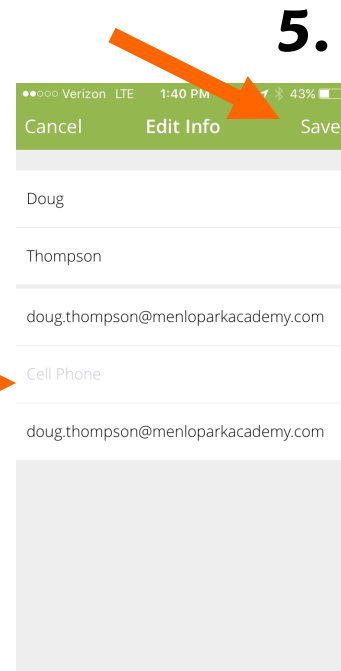 5.
Verizon LTE 1:40 PM 43%
Cancel Edit Info Save
Doug
Thompson
doug.thompson@menloparkacademy.com
Cell Phone
doug.thompson@menloparkacademy.com